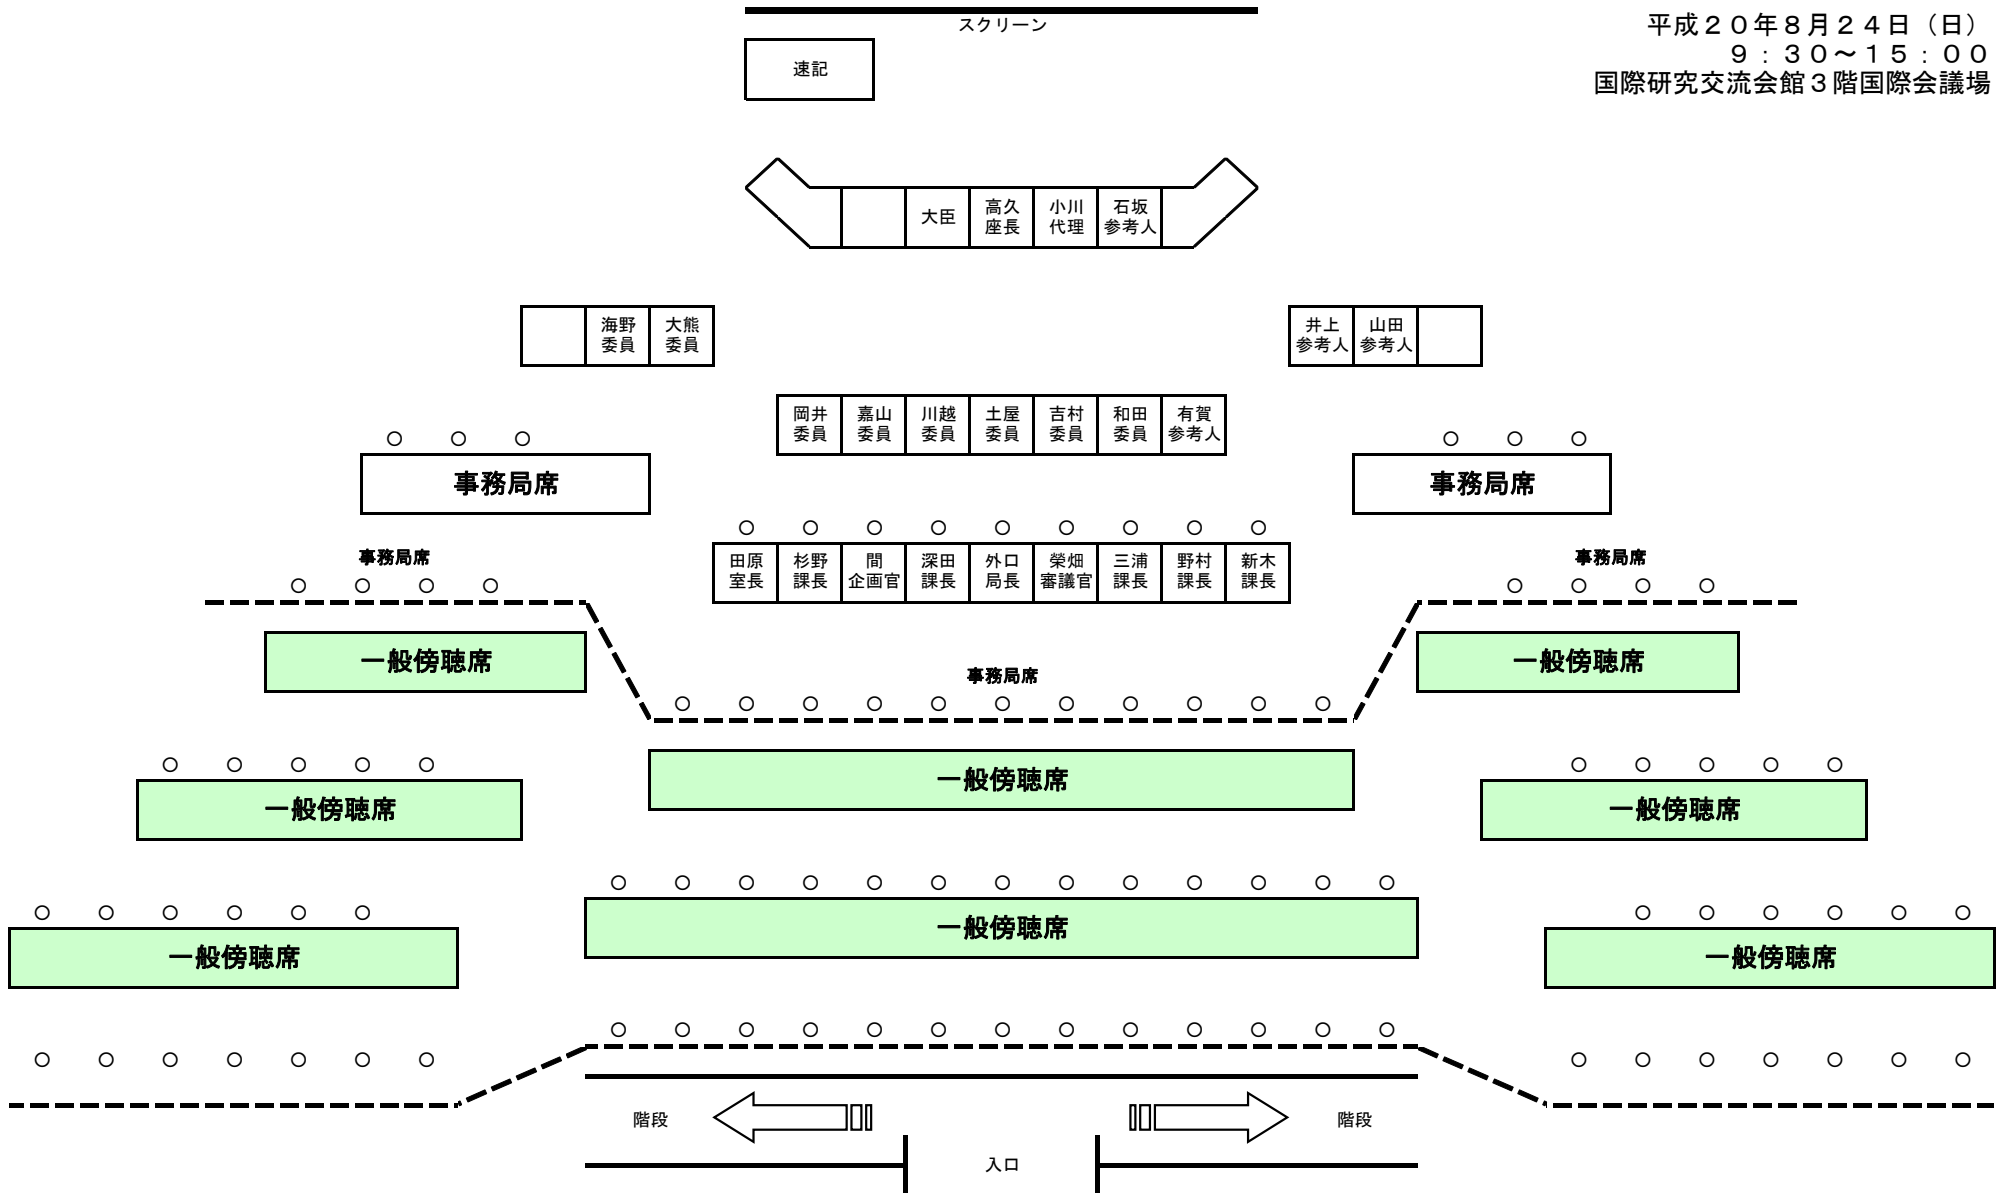 スクリーン
平成２０年８月２４日（日）
９：３０～１５：００
国際研究交流会館３階国際会議場
速記
大臣
高久
座長
小川
代理
石坂
参考人
海野
委員
大熊
委員
井上
参考人
山田
参考人
岡井
委員
嘉山
委員
川越
委員
土屋
委員
吉村
委員
和田
委員
有賀
参考人
○ ○ ○
○ ○ ○
事務局席
事務局席
○ ○ ○ ○ ○ ○ ○ ○ ○
田原
室長
杉野
課長
間
企画官
深田
課長
外口
局長
榮畑
審議官
三浦
課長
野村
課長
新木
課長
事務局席
事務局席
○ ○ ○ ○
○ ○ ○ ○
一般傍聴席
一般傍聴席
事務局席
○ ○ ○ ○ ○ ○ ○ ○ ○ ○ ○
○ ○ ○ ○ ○
○ ○ ○ ○ ○
一般傍聴席
一般傍聴席
一般傍聴席
○ ○ ○ ○ ○ ○ ○ ○ ○ ○ ○ ○ ○
○ ○ ○ ○ ○ ○
○ ○ ○ ○ ○ ○
一般傍聴席
一般傍聴席
一般傍聴席
○ ○ ○ ○ ○ ○ ○ ○ ○ ○ ○ ○ ○
○ ○ ○ ○ ○ ○ ○
○ ○ ○ ○ ○ ○ ○
階段
階段
入口